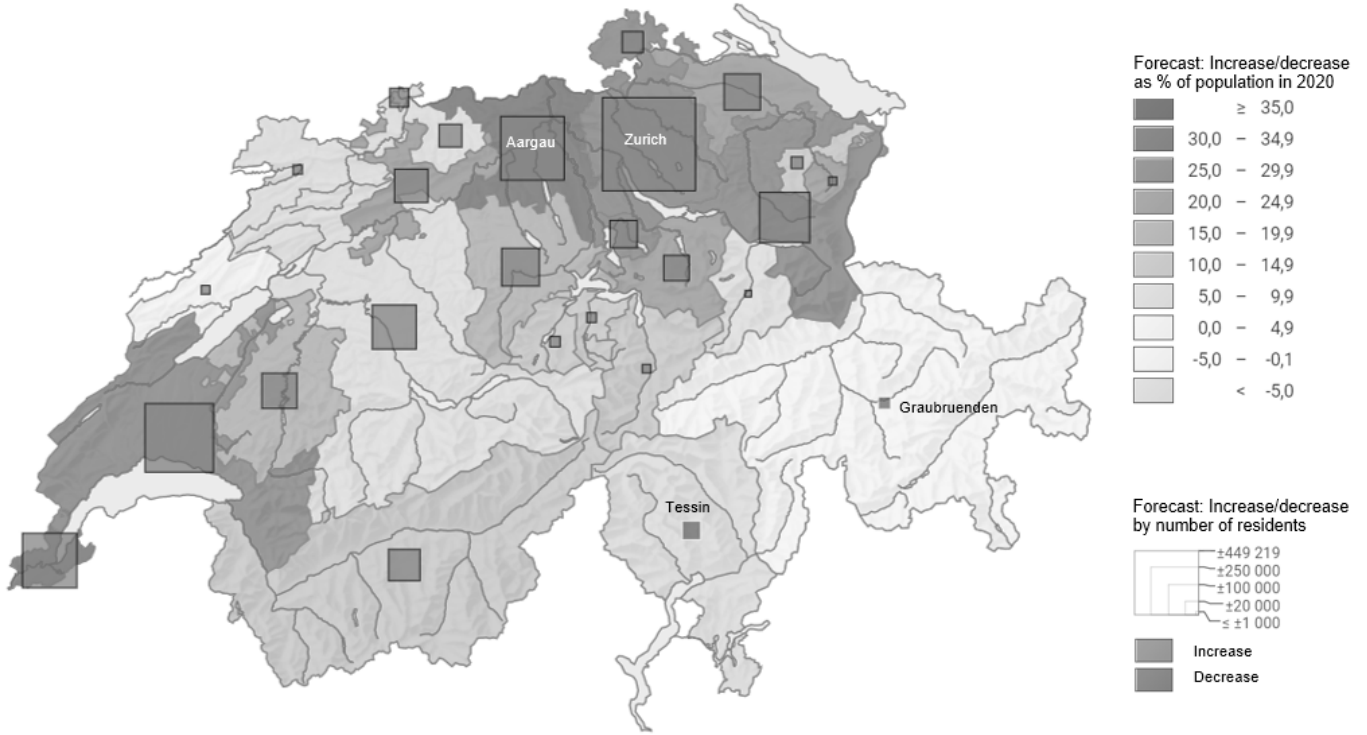 Forecast: Increase/decrease
as % of population in 2020
≥ 35,0
30,0 – 34,9
25,0 – 29,9
20,0 – 24,9
15,0 – 19,9
10,0 – 14,9
5,0 – 9,9
0,0 – 4,9
-5,0 – -0,1
< -5,0
Aargau
Zurich
Graubruenden
Tessin
Forecast: Increase/decrease
by number of residents
±449 219
±250 000
±100 000
±20 000
≤ ±1 000
Increase
Decrease